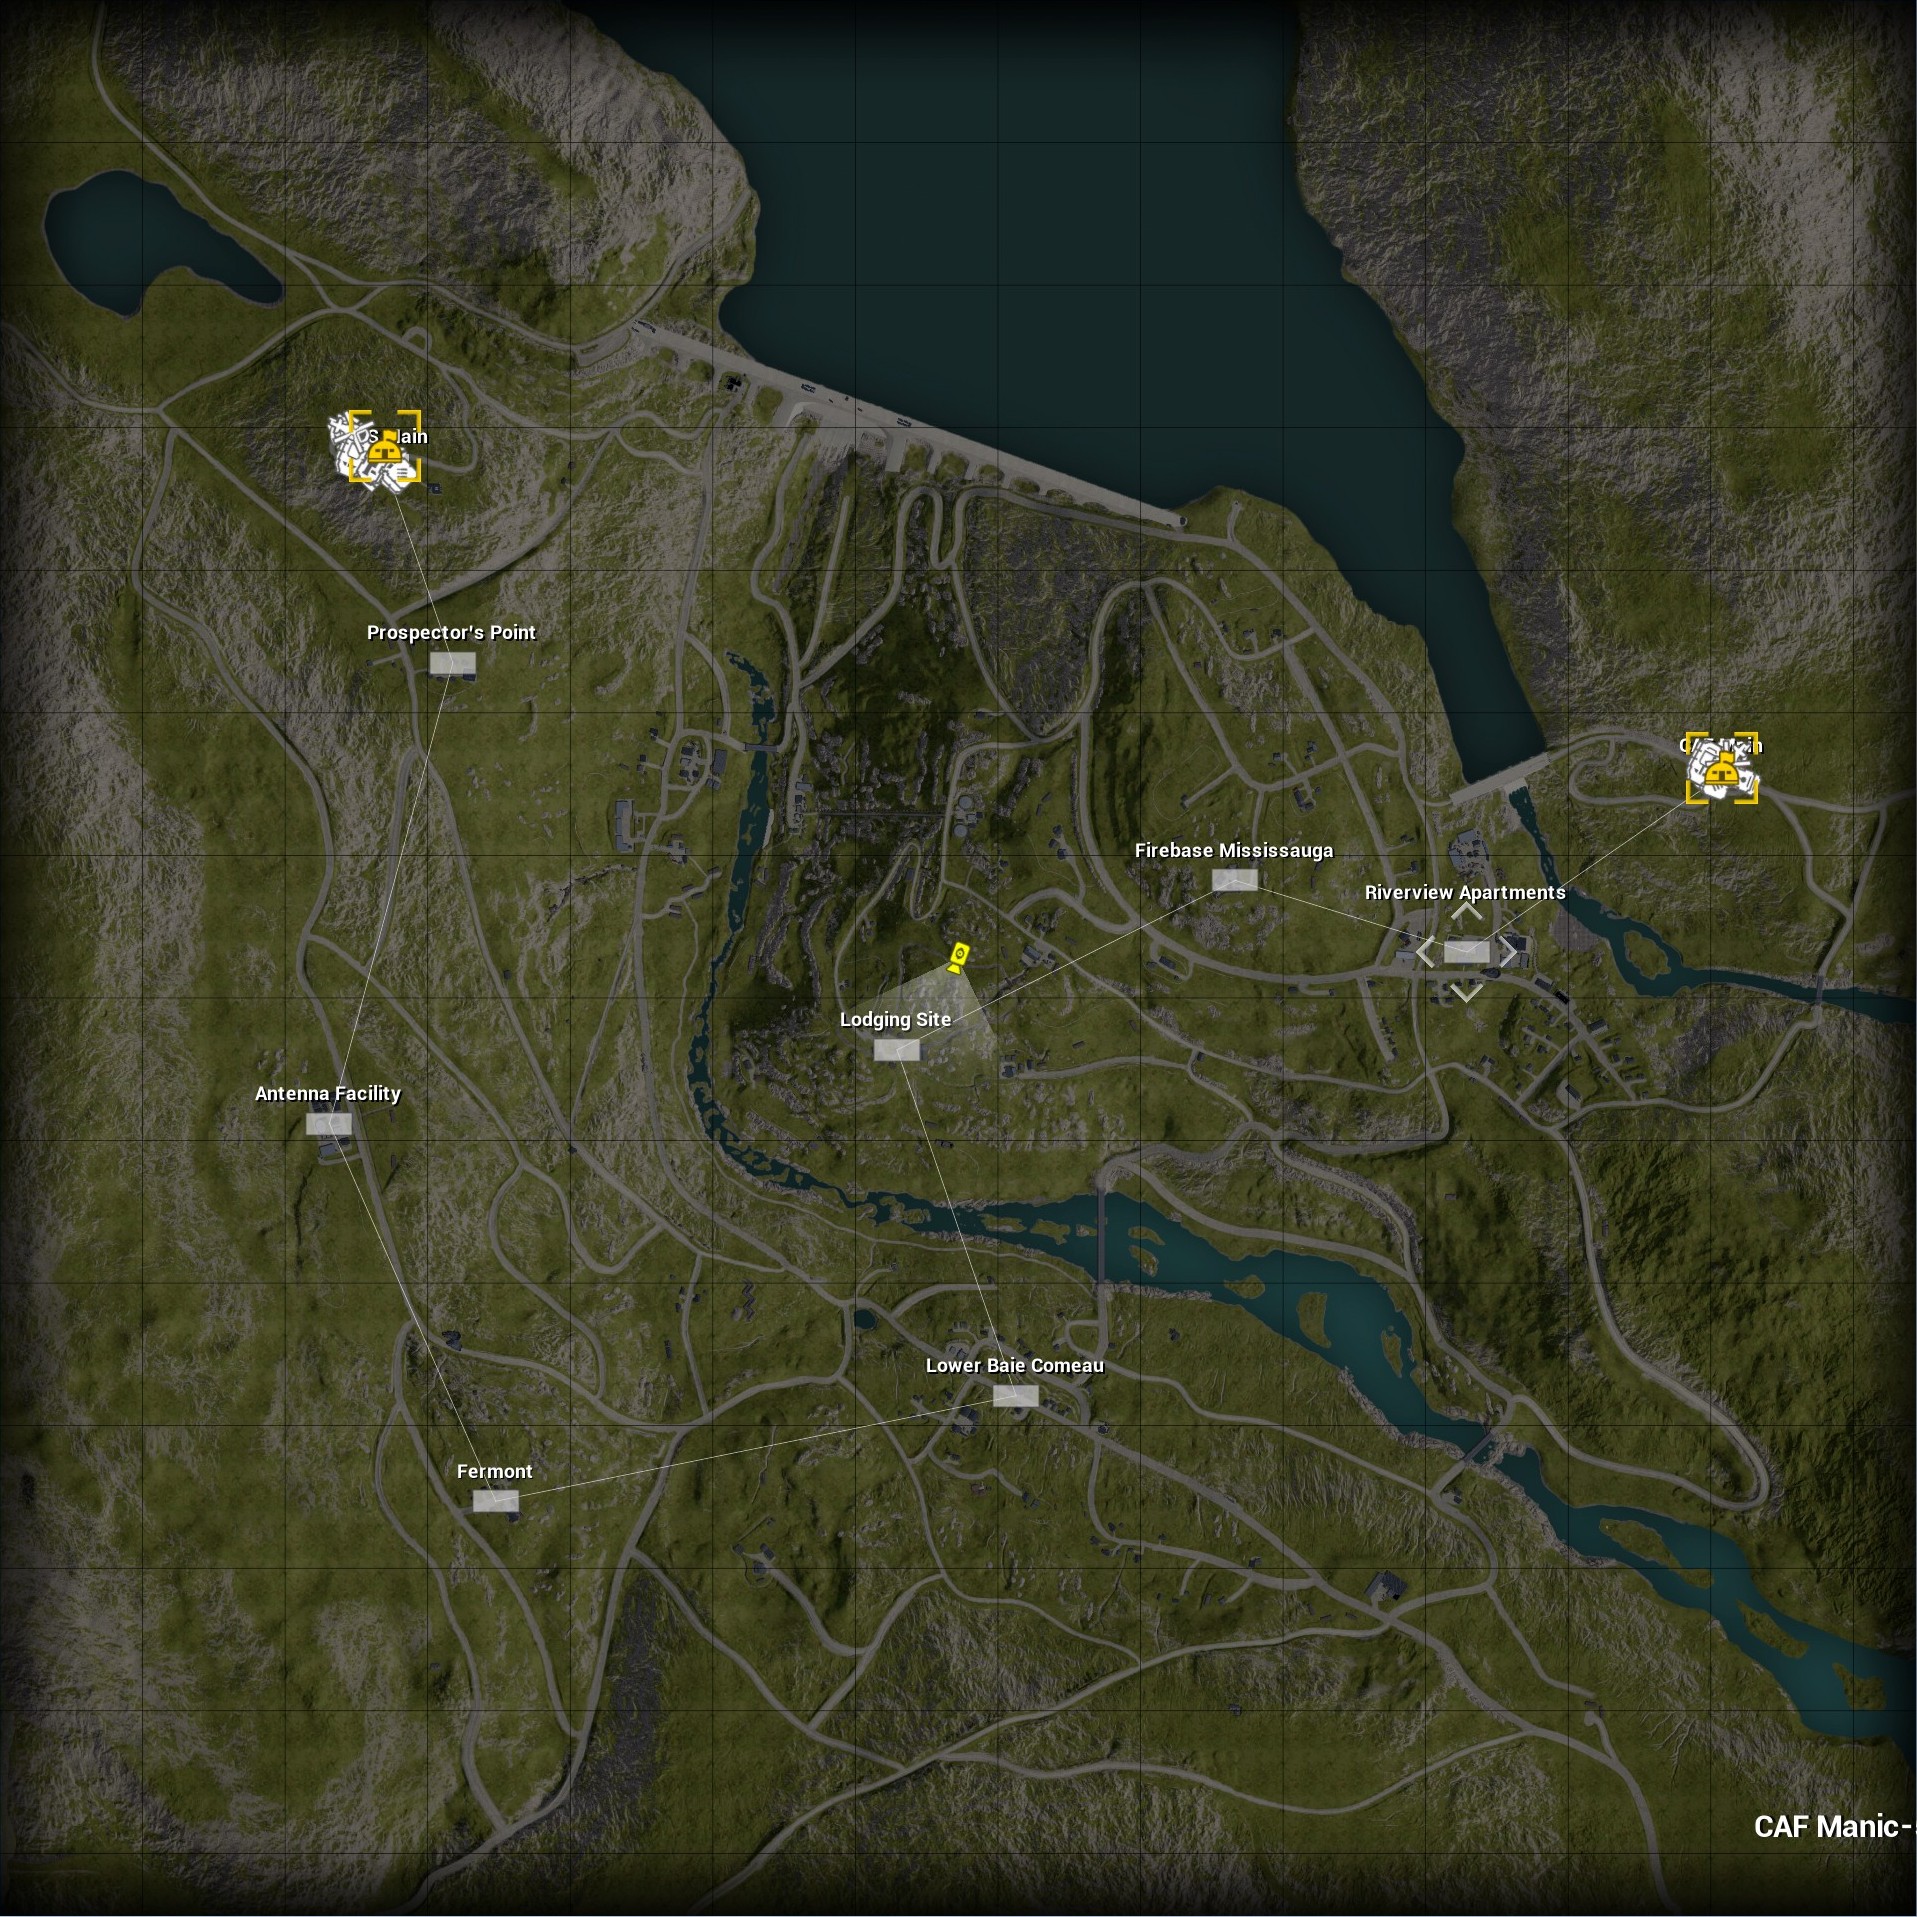 Prospector's Point
Firebase Mississauga
Riverview Apartments
Lodging Site
Antenna Facility
Lower Baie Comeau
Fermont
CAF Manic-